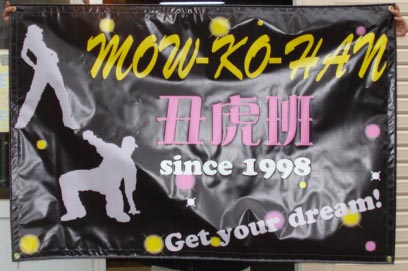 MOW-KO-HAN
丑虎班
since 1998
Get your dream!